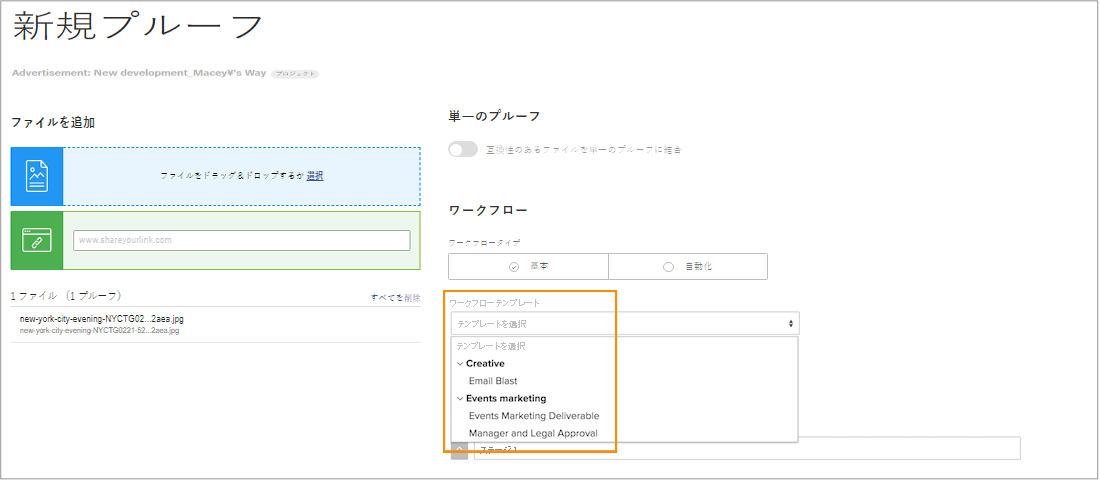 新規プルーフ
Advertisement: New development_Macey¥'s Way プロジェクト
ファイルを追加
ファイルをドラッグ＆ドロップするか 選択
www.shareyourlink.com
1 ファイル （1 プルーフ）
すべてを削除
new-york-city-evening-NYCTG02...2aea.jpg
new-york-city-evening-NYCTG0221-52...2aea.jpg
単一のプルーフ
互換性のあるファイルを単一のプルーフに結合
ワークフロー
ワークフロータイプ
基本
自動化
ワークフローテンプレート
テンプレートを選択
テンプレートを選択
Creative
Email Blast
Events marketing
Events Marketing Deliverable
Manager and Legal Approval
ステージ 1